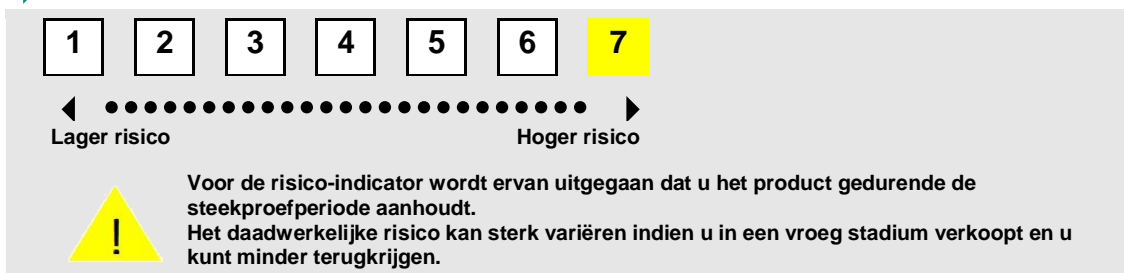 1 2 3 4 5 6 7
Lager risico Hoger risico
!
Voor de risico-indicator wordt ervan uitgegaan dat u het product gedurende de
steekproefperiode aanhoudt.
Het daadwerkelijke risico kan sterk variëren indien u in een vroeg stadium verkoopt en u
kunt minder terugkrijgen.